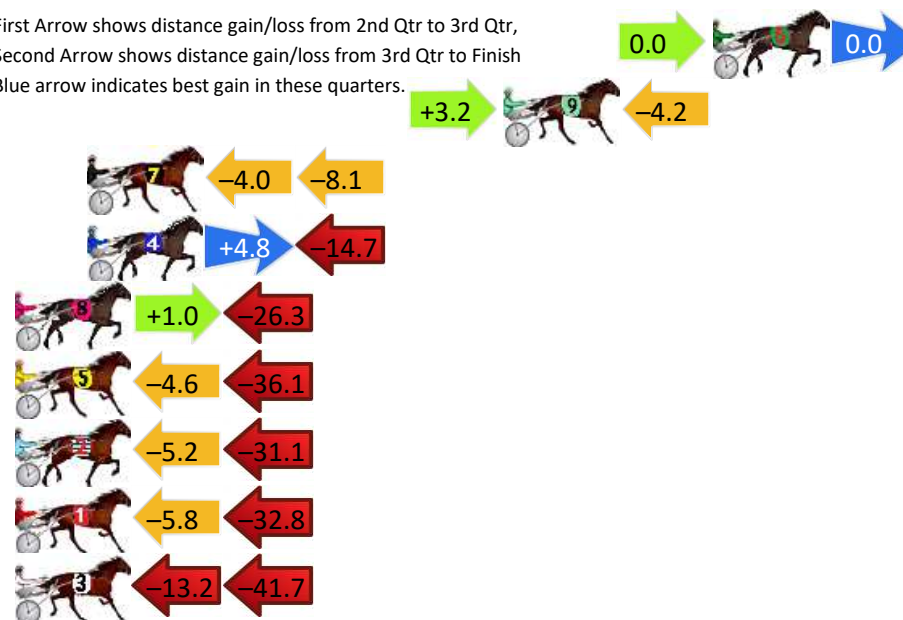 First Arrow shows distance gain/loss from 2nd Qtr to 3rd Qtr,
Second Arrow shows distance gain/loss from 3rd Qtr to Finish
Blue arrow indicates best gain in these quarters.
0.0 6 0.0
+3.2 9 –4.2
7 –4.0 –8.1
4 +4.8 –14.7
8 +1.0 –26.3
5 –4.6 –36.1
–5.2 –31.1
1 –5.8 –32.8
3 –13.2 –41.7